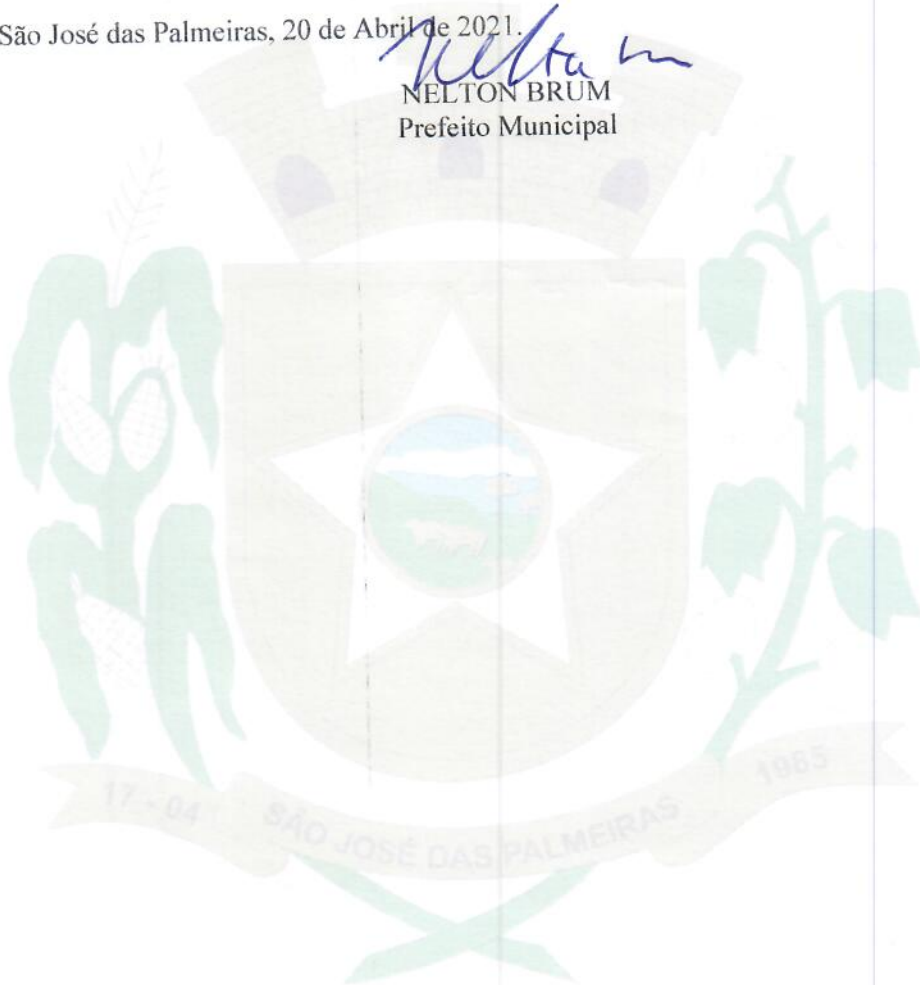 São José das Palmeiras, 20 de Abril de 2021.
NELTON BRUM
Prefeito Municipal
17 - 04 SÃO JOSÉ DAS PALMEIRAS 1985